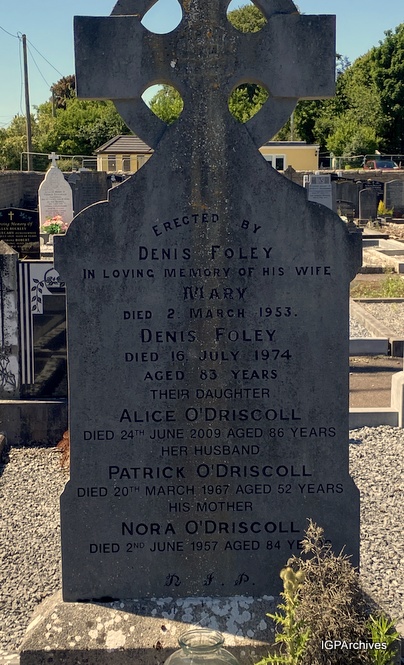 ERECTED BY
DENIS FOLEY
IN LOVING MEMORY OF HIS WIFE
MARY
DIED 2. MARCH 1953.
DENIS FOLEY
DIED 16. JULY 1974
AGED 83 YEARS
THEIR DAUGHTER
ALICE O'DRISCOLL
DIED 24TH JUNE 2009 AGED 86 YEARS
HER HUSBAND
PATRICK O'DRISCOLL
DIED 20TH MARCH 1967 AGED 52 YEARS
HIS MOTHER
NORA O'DRISCOLL
DIED 2ND JUNE 1957 AGED 84
R. I. P.
IGPArchives